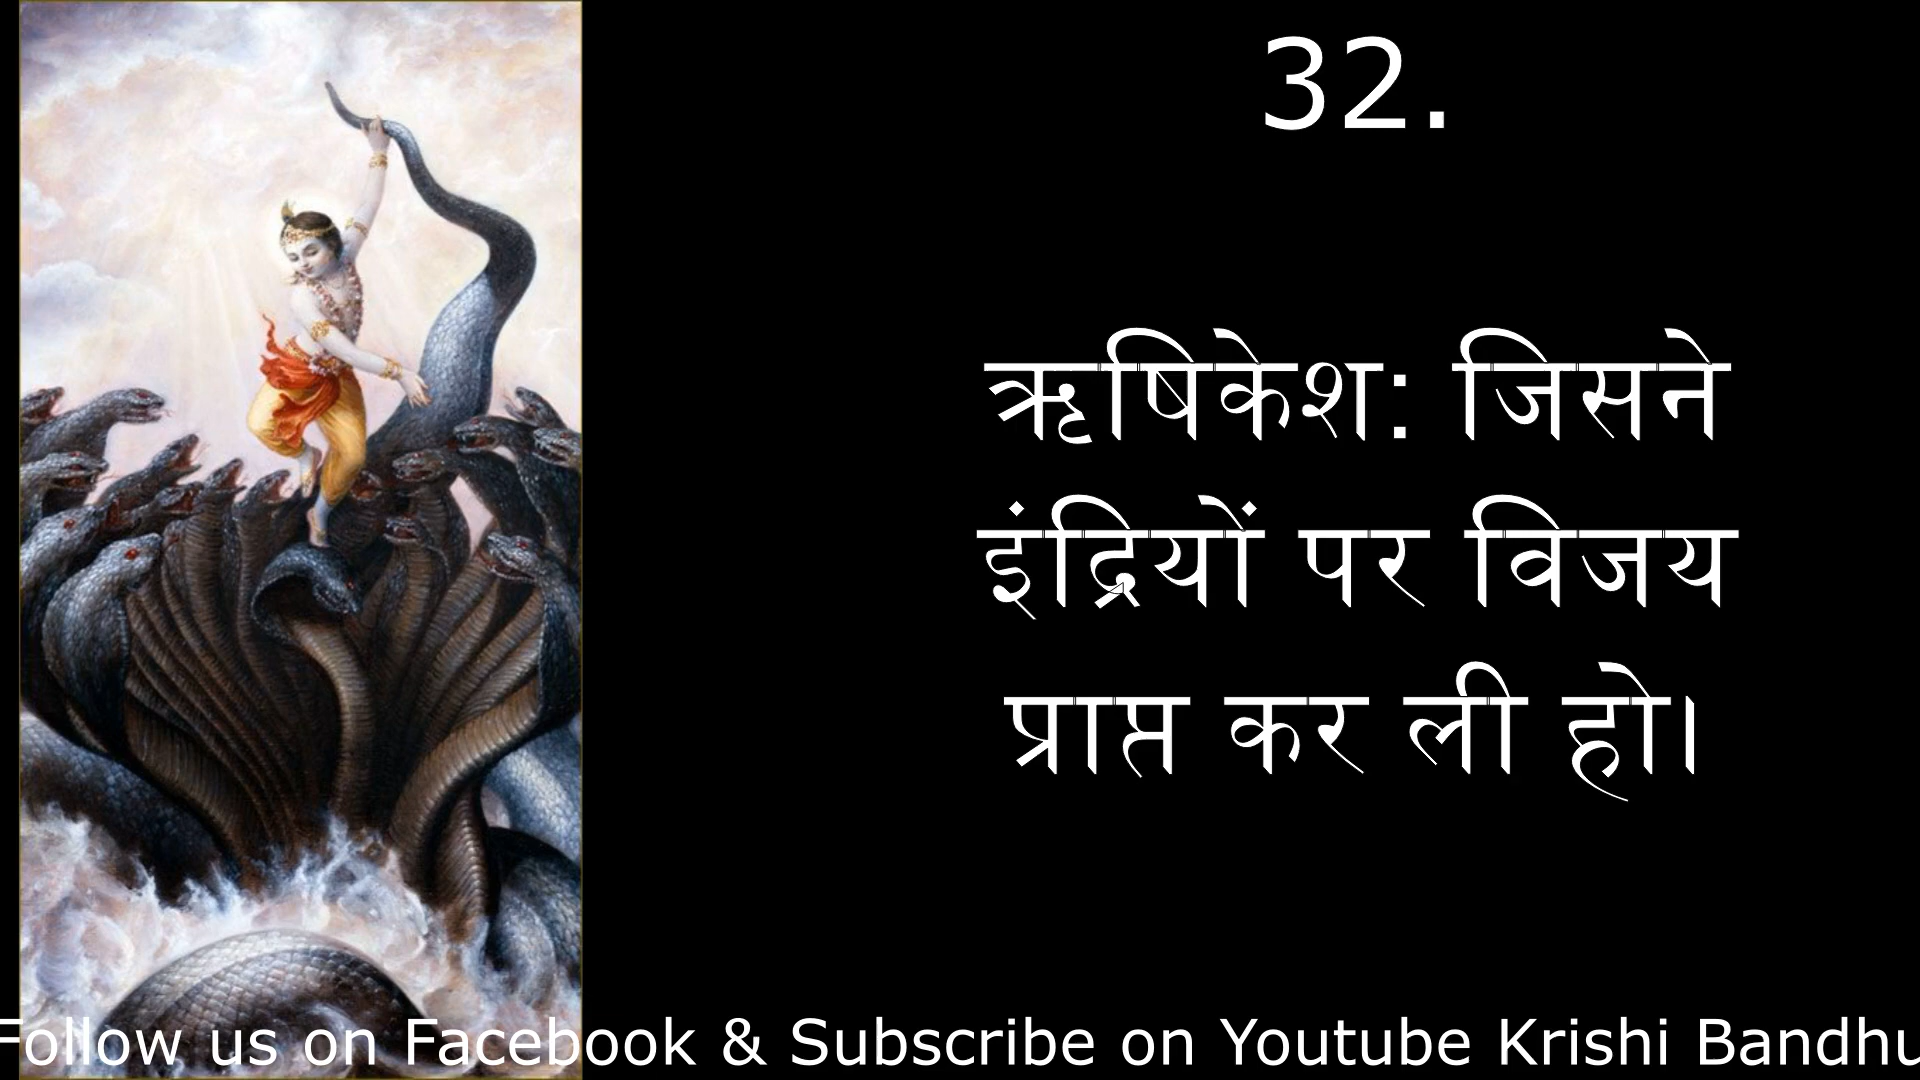 32.
ऋषिकेश: जिसने
इंद्रियों पर विजय
प्राप्त कर ली हो।
Follow us on Facebook & Subscribe on Youtube Krishi Bandhu